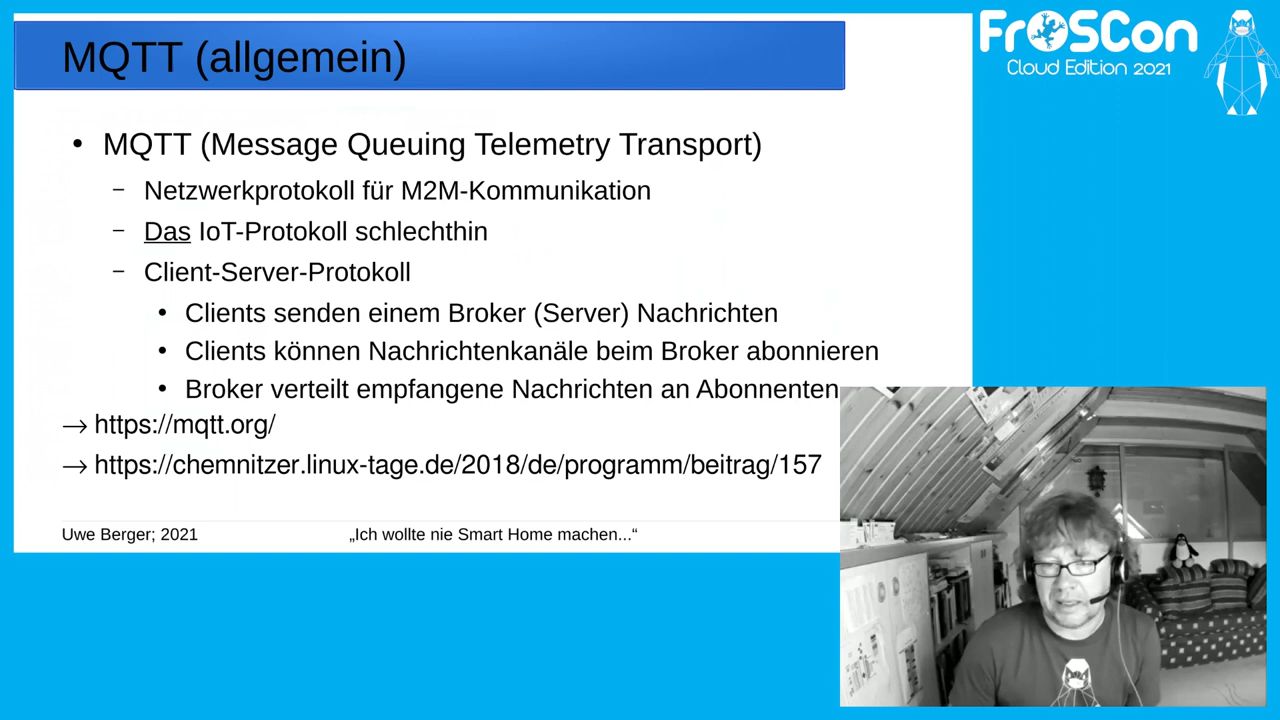 MQTT (allgemein)
FrOSCon
Cloud Edition 2021
• MQTT (Message Queuing Telemetry Transport)
– Netzwerkprotokoll für M2M-Kommunikation
– Das IoT-Protokoll schlechthin
– Client-Server-Protokoll
• Clients senden einem Broker (Server) Nachrichten
• Clients können Nachrichtenkanäle beim Broker abonnieren
• Broker verteilt empfangene Nachrichten an Abonnenten
→ https://mqtt.org/
→ https://chemnitzer.linux-tage.de/2018/de/programm/beitrag/157
Uwe Berger; 2021
„Ich wollte nie Smart Home machen...“